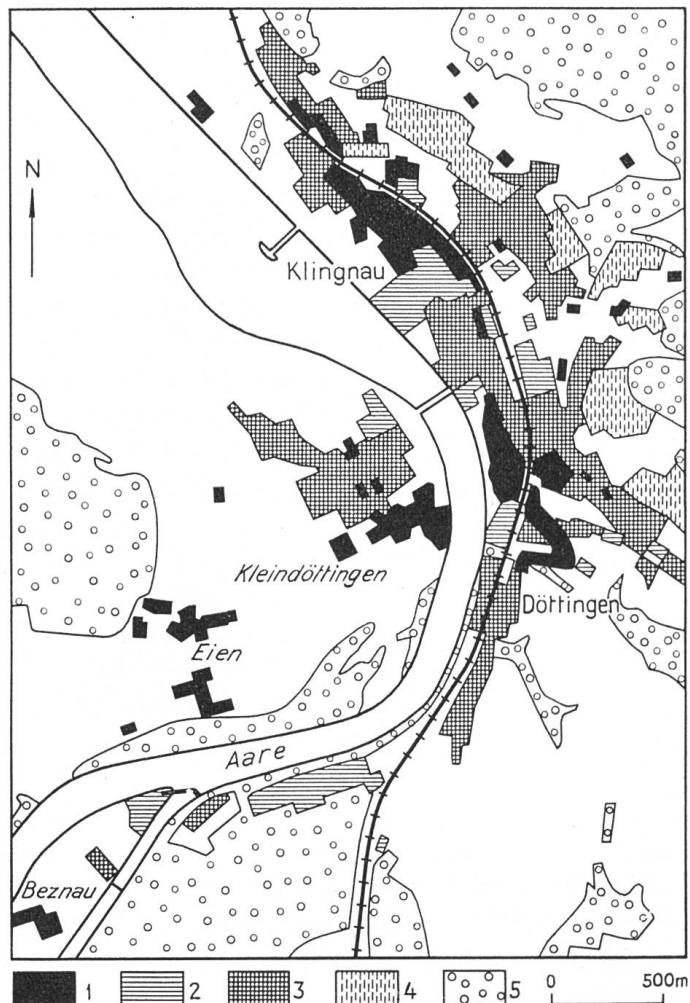 N
Klingnau
Kleindöttingen
Döttingen
Eien
Aare
Beznau
1 2 3 4 5 0 500m